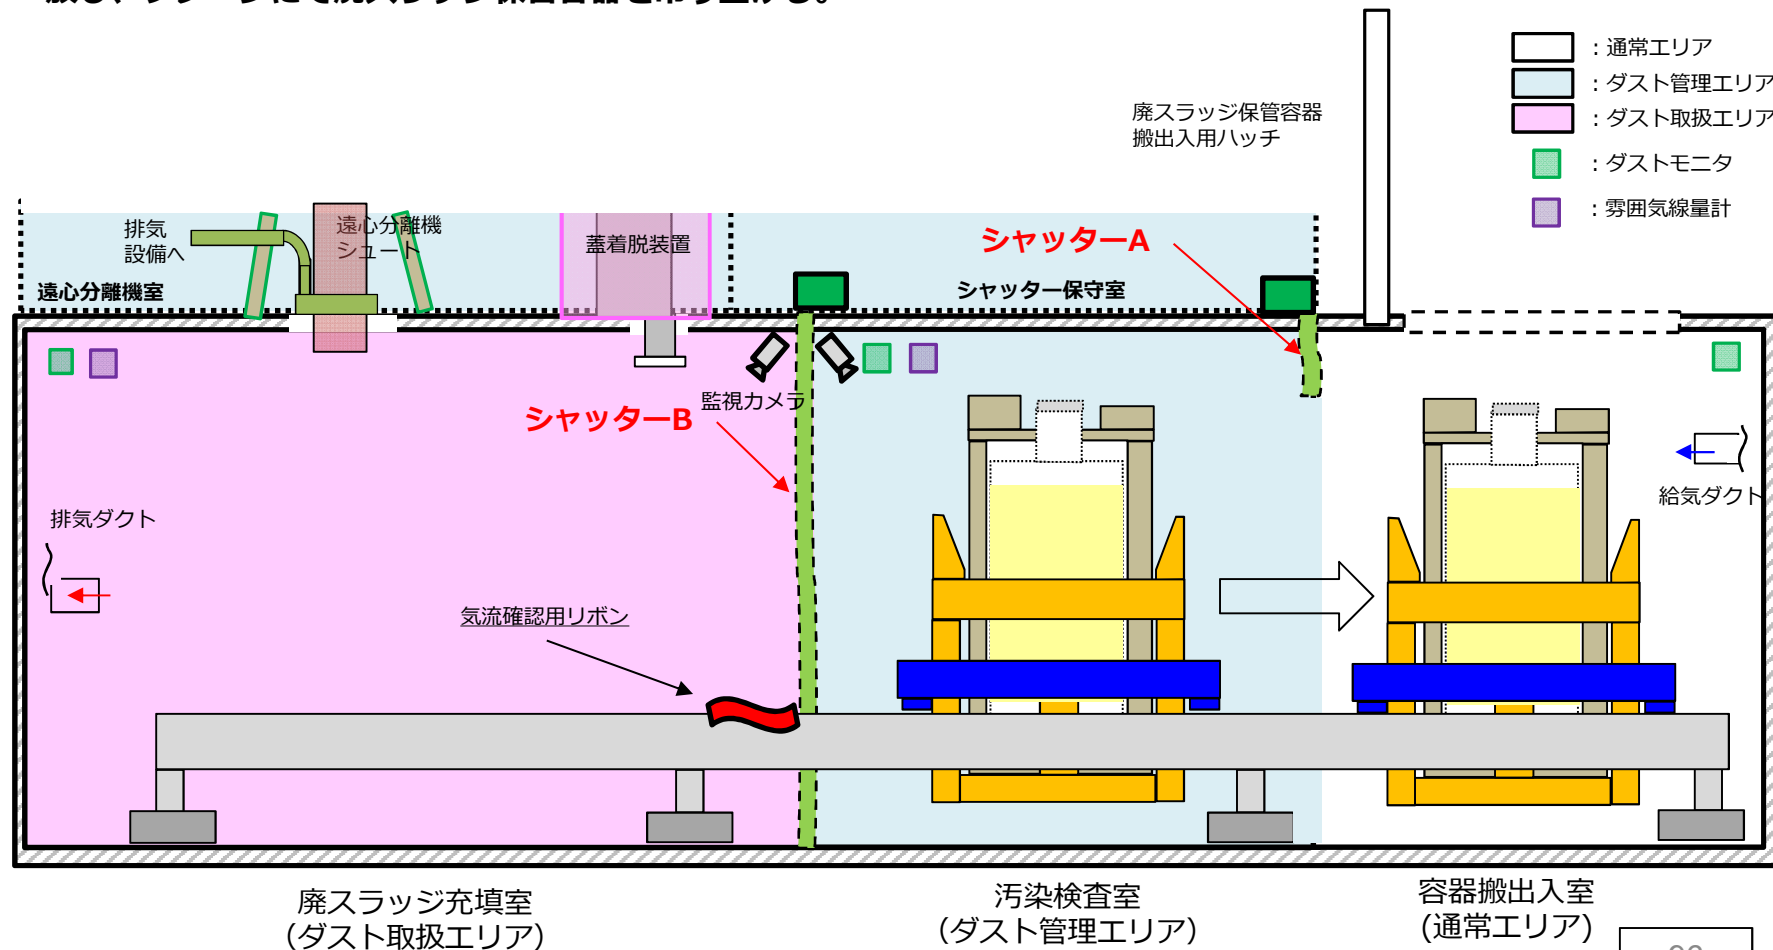 ：通常エリア
：ダスト管理エリア
：ダスト取扱エリア
：ダストモニタ
：雰囲気線量計
廃スラッジ保管容器
搬出入用ハッチ
排気
設備へ
遠心分離機
シュート
蓋着脱装置
シャッターA
遠心分離機室
シャッター保守室
監視カメラ
シャッターB
給気ダクト
排気ダクト
気流確認用リボン
廃スラッジ充填室
（ダスト取扱エリア）
汚染検査室
（ダスト管理エリア）
容器搬出入室
（通常エリア）